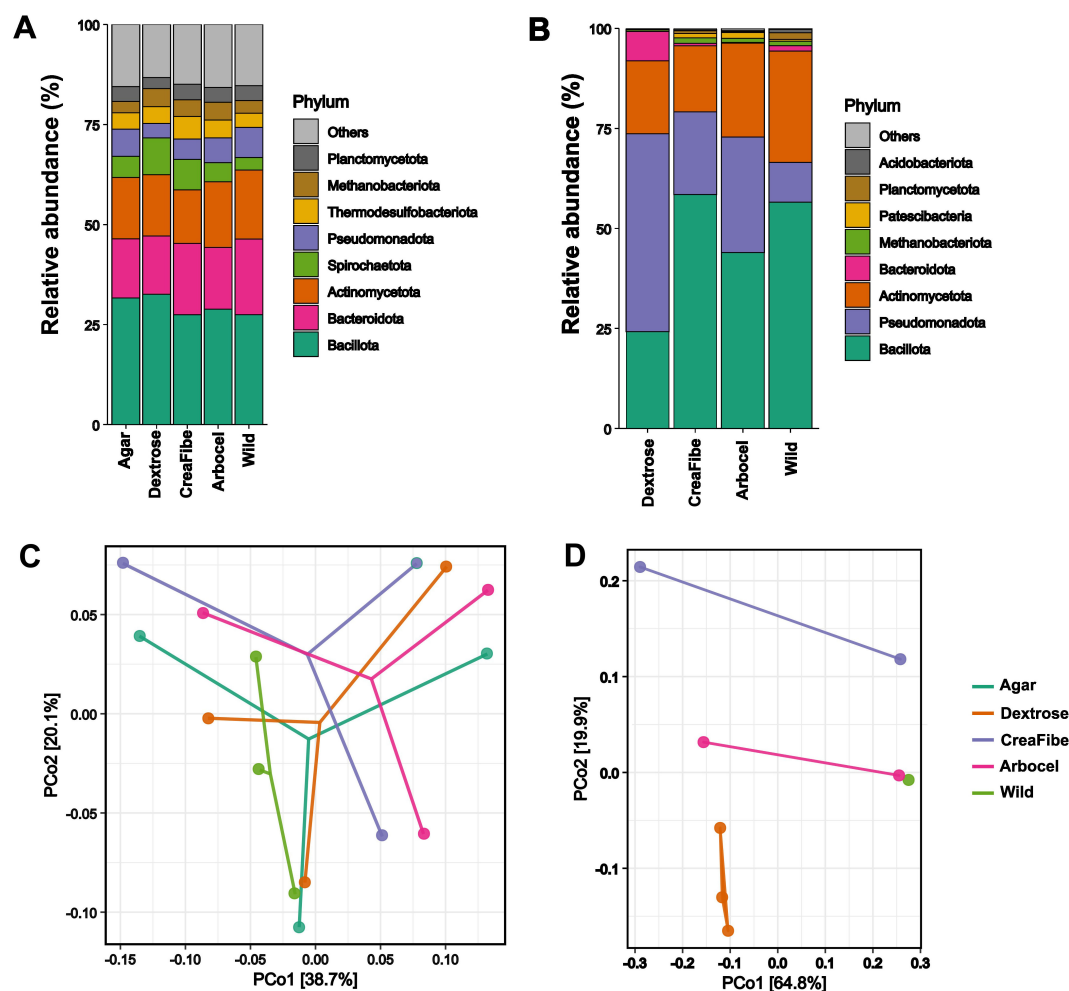 A
Relative abundance (%)
100
75
50
25
0
Agar
Dextrose
CreaFibe
Arbocel
Wild
Phylum
Others
Planctomycetota
Methanobacteriota
Thermodesulfobacteriota
Pseudomonadota
Spirochaetota
Actinomycetota
Bacteroidota
Bacillota
B
Relative abundance (%)
100
75
50
25
0
Dextrose
CreaFibe
Arbocel
Wild
Phylum
Others
Acidobacteriota
Planctomycetota
Patescibacteria
Methanobacteriota
Bacteroidota
Actinomycetota
Pseudomonadota
Bacillota
C
PCo2 [20.1%]
0.05
0.00
-0.05
-0.10
-0.15 -0.10 -0.05 0.00 0.05 0.10
PCo1 [38.7%]
D
PCo2 [19.9%]
0.2
0.1
0.0
-0.1
-0.3 -0.2 -0.1 0.0 0.1 0.2 0.3
PCo1 [64.8%]
Agar
Dextrose
CreaFibe
Arbocel
Wild